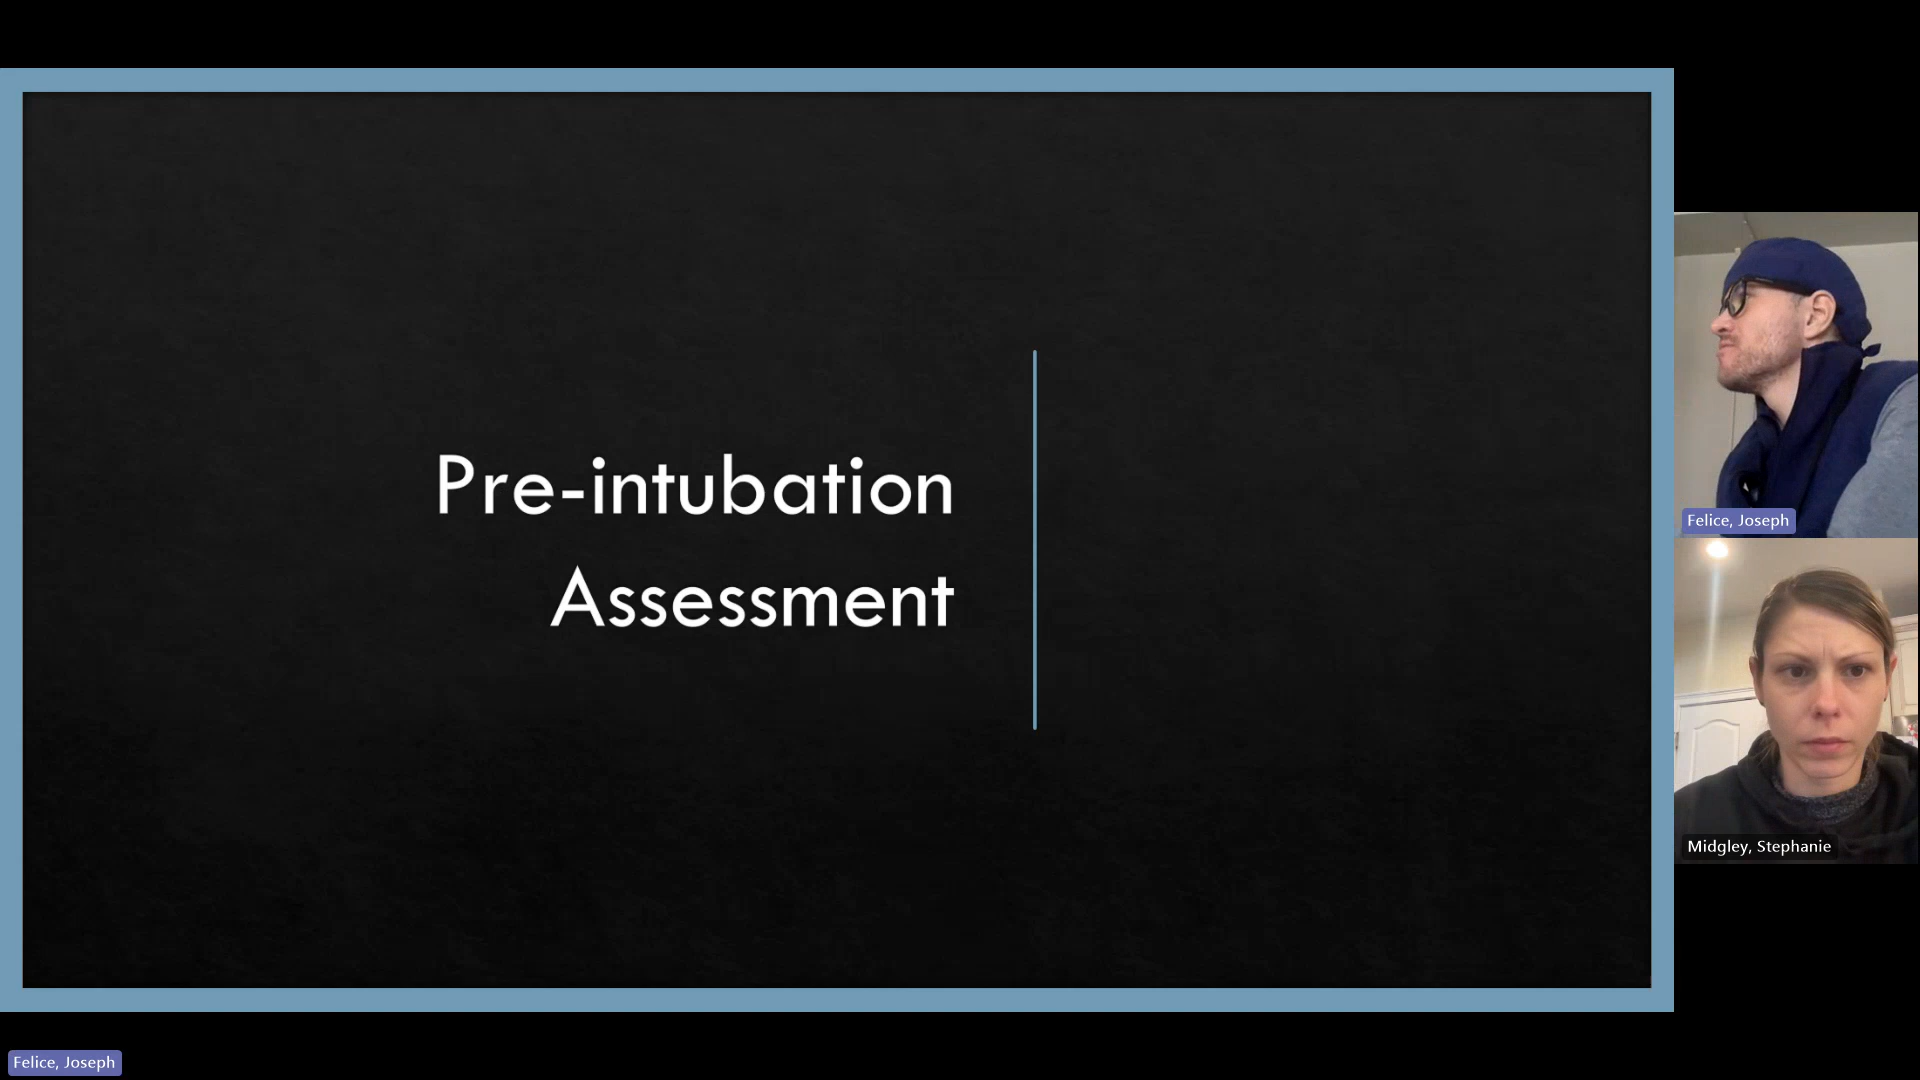 Pre-intubation
Assessment
Felice, Joseph
Midgley, Stephanie
Felice, Joseph